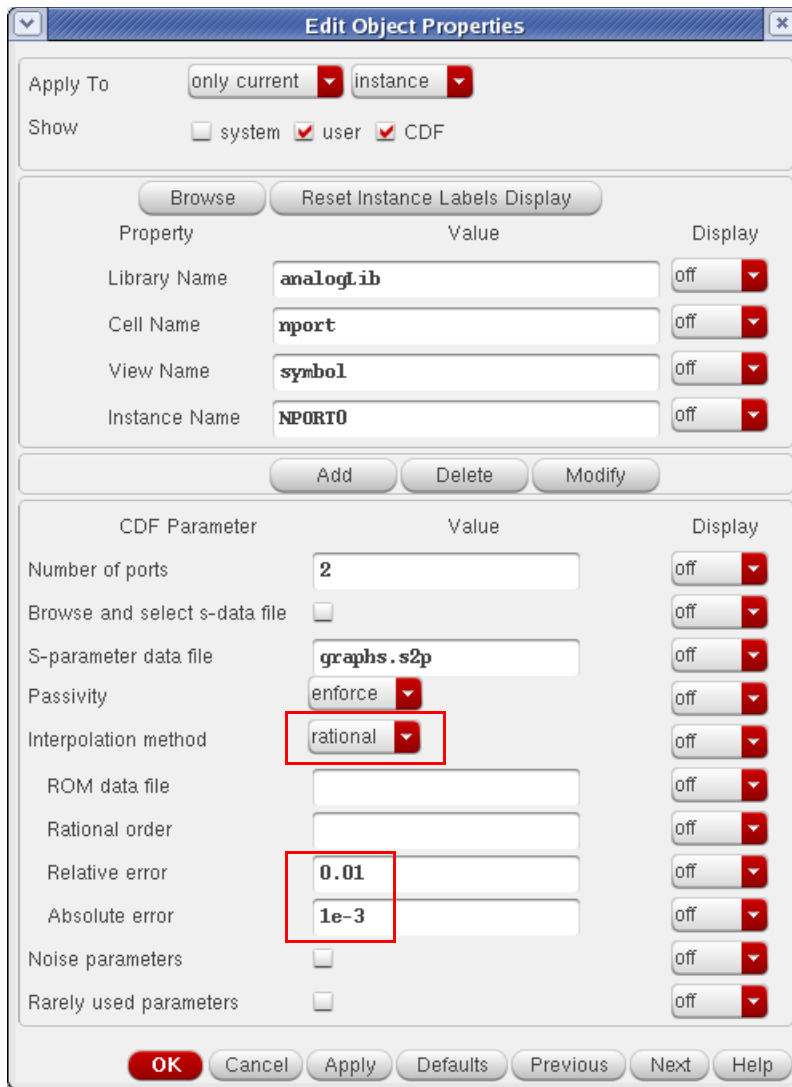 Edit Object Properties
Apply To only current instance
Show system user CDF
Browse Reset Instance Labels Display
Property Value Display
Library Name analogLib off
Cell Name nport off
View Name symbol off
Instance Name NPORT0 off
Add Delete Modify
CDF Parameter Value Display
Number of ports 2 off
Browse and select s-data file off
S-parameter data file graphs.s2p off
Passivity enforce off
Interpolation method rational off
ROM data file off
Rational order off
Relative error 0.01 off
Absolute error 1e-3 off
Noise parameters off
Rarely used parameters off
OK Cancel Apply Defaults Previous Next Help